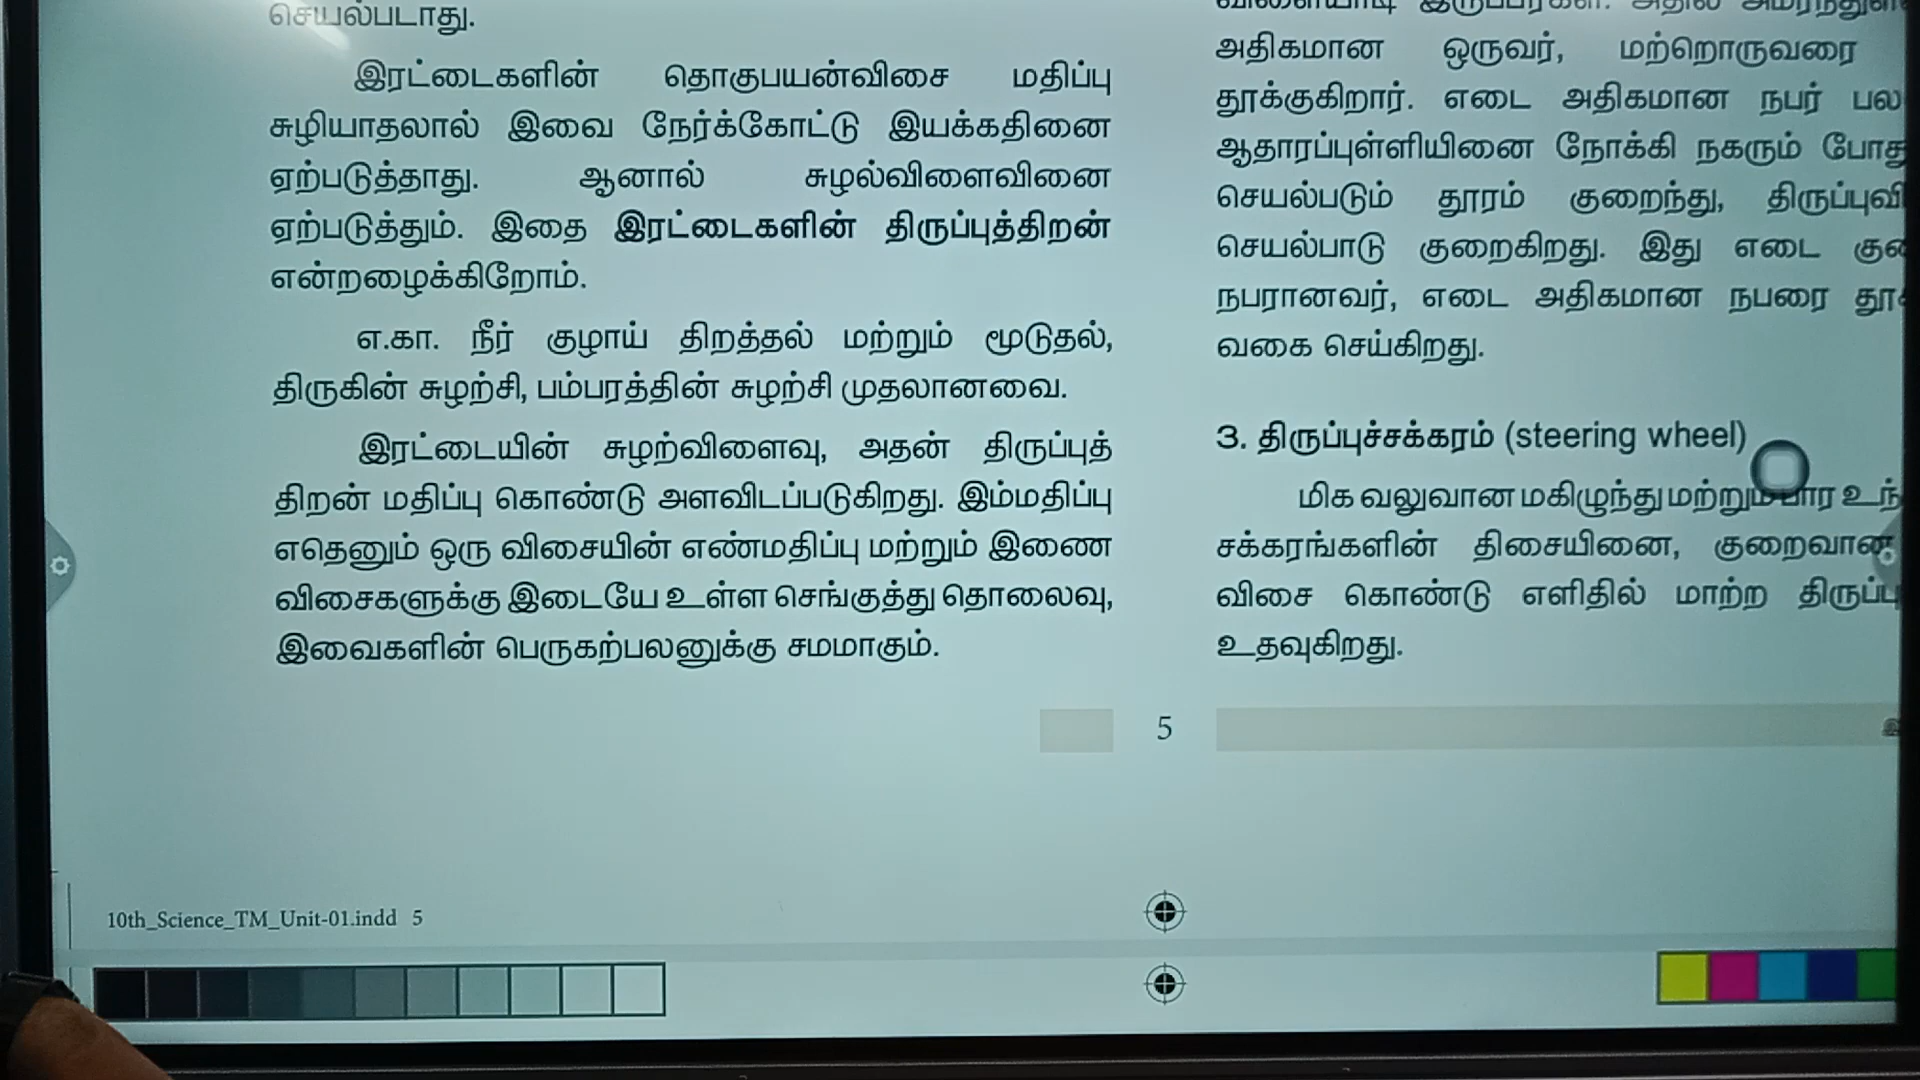 செயல்படாது.
இரட்டைகளின் தொகுபயன்விசை மதிப்பு
சுழியாதலால் இவை நேர்க்கோட்டு இயக்கதினை
ஏற்படுத்தாது. ஆனால் சுழல்விளைவினை
ஏற்படுத்தும். இதை இரட்டைகளின் திருப்புத்திறன்
என்றழைக்கிறோம்.
எ.கா. நீர் குழாய் திறத்தல் மற்றும் மூடுதல்,
திருகின் சுழற்சி, பம்பரத்தின் சுழற்சி முதலானவை.
இரட்டையின் சுழற்விளைவு, அதன் திருப்புத்
திறன் மதிப்பு கொண்டு அளவிடப்படுகிறது. இம்மதிப்பு
எதெனும் ஒரு விசையின் எண்மதிப்பு மற்றும் இணை
விசைகளுக்கு இடையே உள்ள செங்குத்து தொலைவு,
இவைகளின் பெருகற்பலனுக்கு சமமாகும்.
அதிகமான ஒருவர், மற்றொருவரை
தூக்குகிறார். எடை அதிகமான நபர் பல
ஆதாரப்புள்ளியினை நோக்கி நகரும்
செயல்படும் தூரம் குறைந்து,
செயல்பாடு குறைகிறது. இது எடை
நபரானவர், எடை அதிகமான நபரை
வகை செய்கிறது.
3. திருப்புச்சக்கரம் (steering wheel)
மிக வலுவான மகிழுந்து மற்றும்
சக்கரங்களின் திசையினை, குறைவான
விசை கொண்டு எளிதில் மாற்ற
உதவுகிறது.
5
10th_Science_TM_Unit-01.indd 5